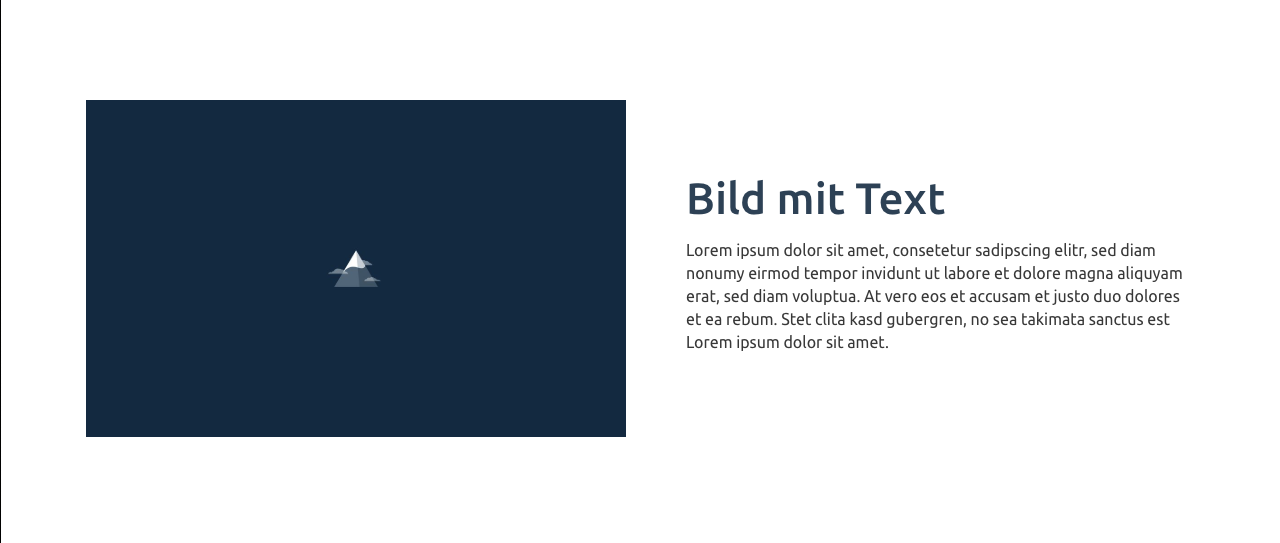 Bild mit Text
Lorem ipsum dolor sit amet, consetetur sadipscing elitr, sed diam
nonumy eirmod tempor invidunt ut labore et dolore magna aliquyam
erat, sed diam voluptua. At vero eos et accusam et justo duo dolores
et ea rebum. Stet clita kasd gubergren, no sea takimata sanctus est
Lorem ipsum dolor sit amet.